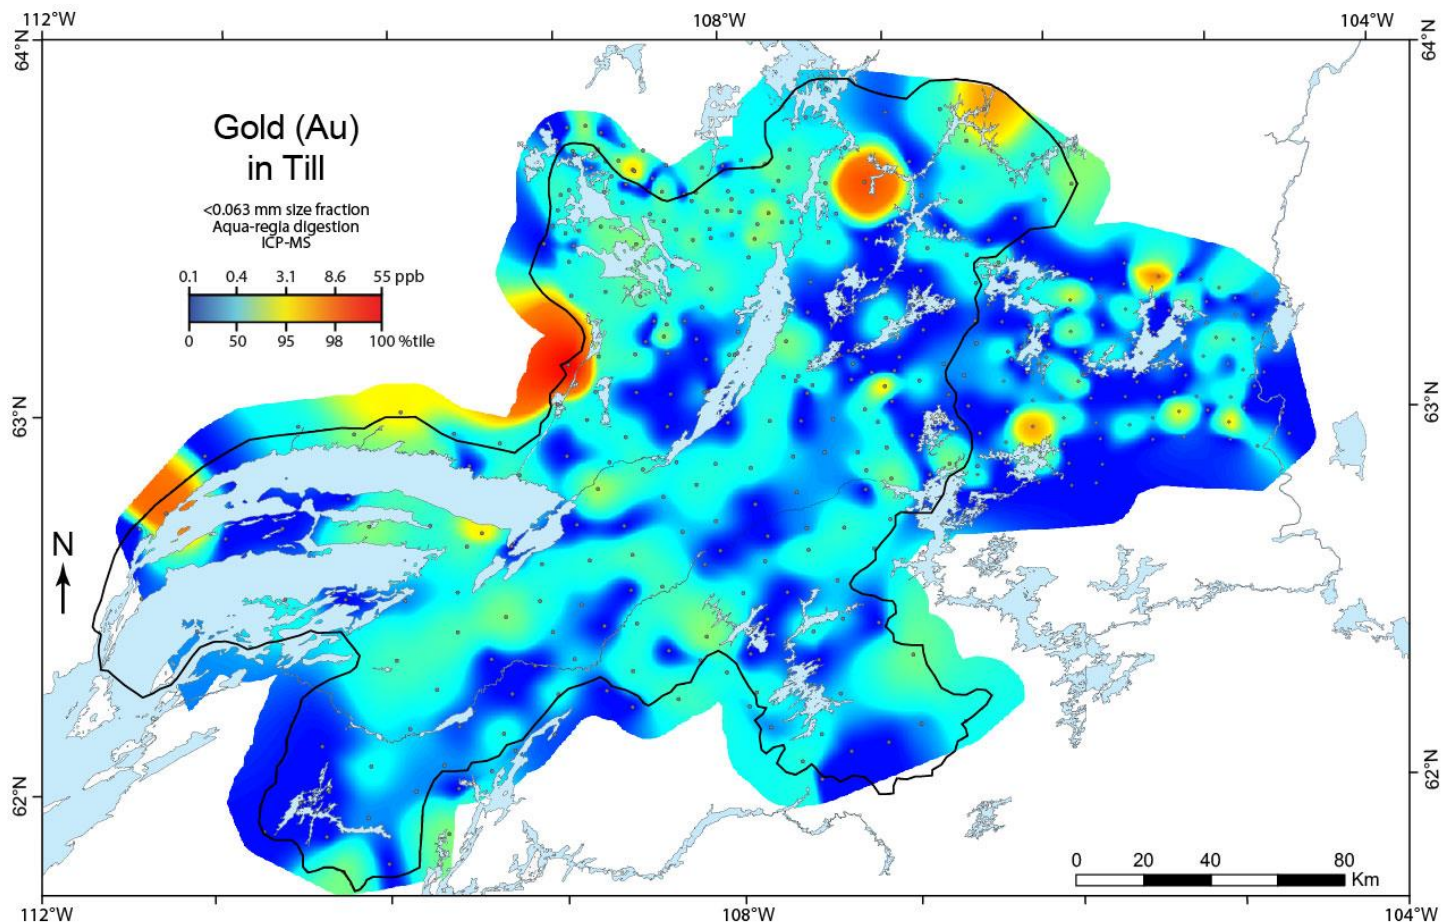 112°W
108°W
104°W
64°N
64°N
Gold (Au)
in Till
<0.063 mm size fraction
Aqua-regia digestion
ICP-MS
0.1 0.4 3.1 8.6 55 ppb
0 50 95 98 100 %tile
63°N
63°N
N
62°N
62°N
0 20 40 80
Km
112°W
108°W
104°W